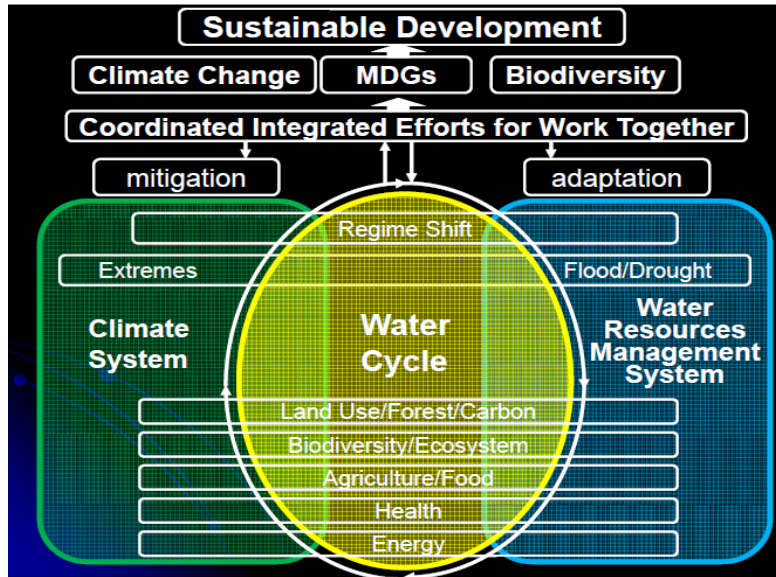 Sustainable Development
Climate Change
MDGs
Biodiversity
Coordinated Integrated Efforts for Work Together
mitigation
adaptation
Regime Shift
Extremes
Flood/Drought
Climate
System
Water
Cycle
Water
Resources
Management
System
Land Use/Forest/Carbon
Biodiversity/Ecosystem
Agriculture/Food
Health
Energy